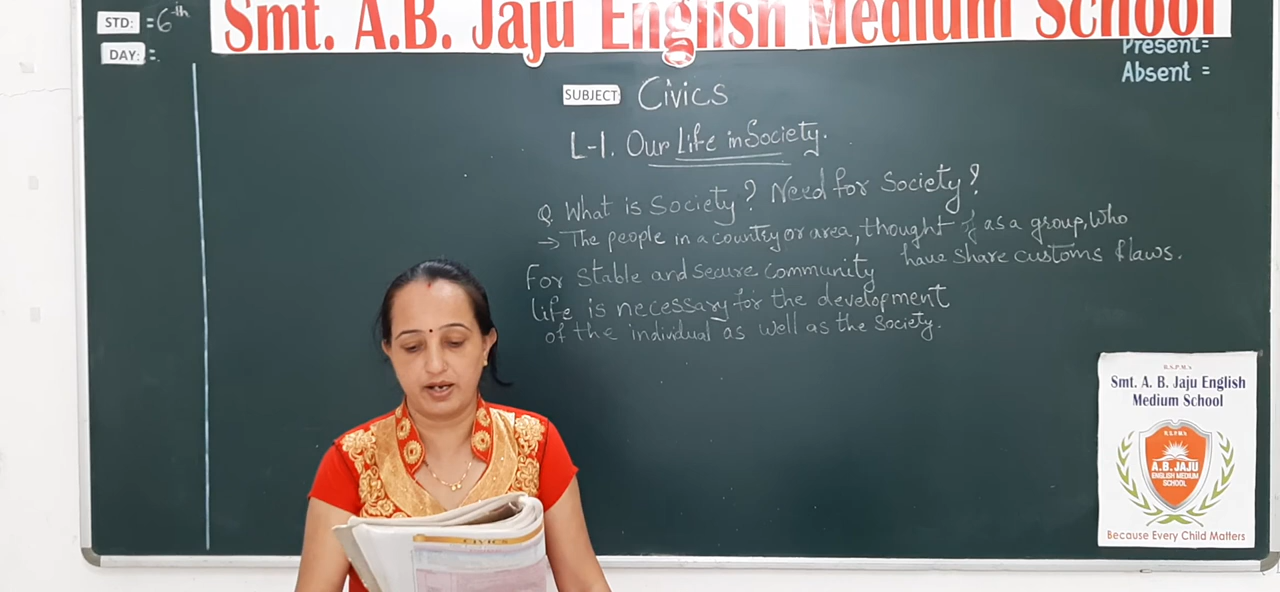 Smt. A.B. Jaju English Medium School
STD: = 6th
DAY: =
Present=
Absent =
SUBJECT: Civics
L-1. Our Life in Society.
Q. What is Society? Need for Society?
→ The people in a country or area, thought of as a group, who
have share customs & laws.
For stable and secure community
life is necessary for the development
of the individual as well as the Society.
CIVICS
Smt. A. B. Jaju English
Medium School
A.B. JAJU
ENGLISH MEDIUM
SCHOOL
Because Every Child Matters